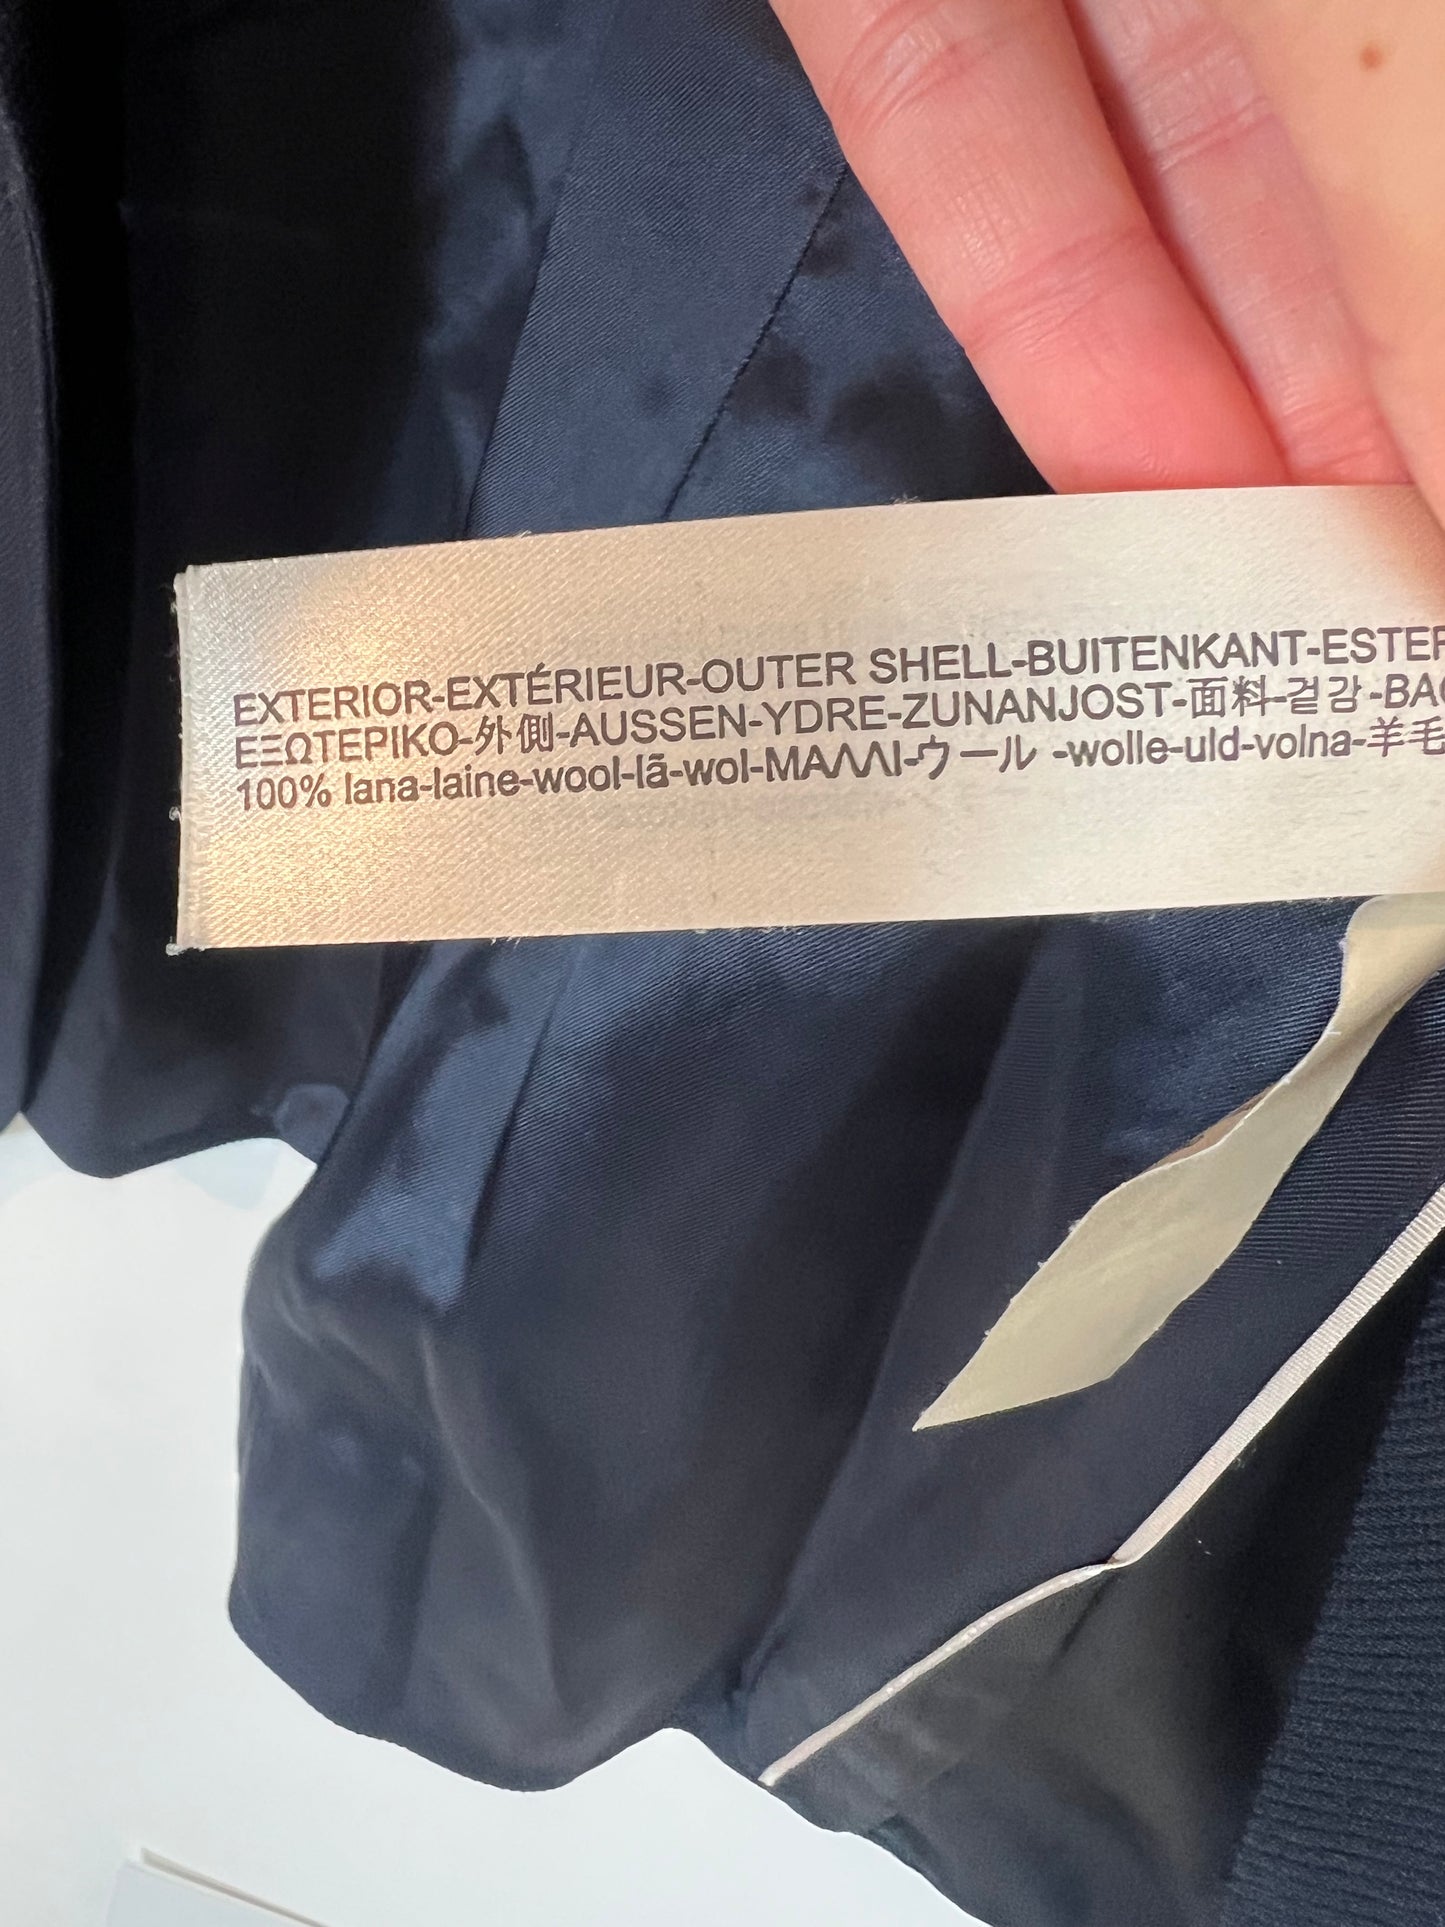 EXTERIOR-EXTÉRIEUR-OUTER SHELL-BUITENKANT-ESTER
ΕΞΩΤΕΡΙΚΟ-外側-AUSSEN-YDRE-ZUNANJOST-面料-겉감-BA
100% lana-laine-wool-lã-wol-ΜΑΛΛΙ-ウール -wolle-uld-volna-羊毛